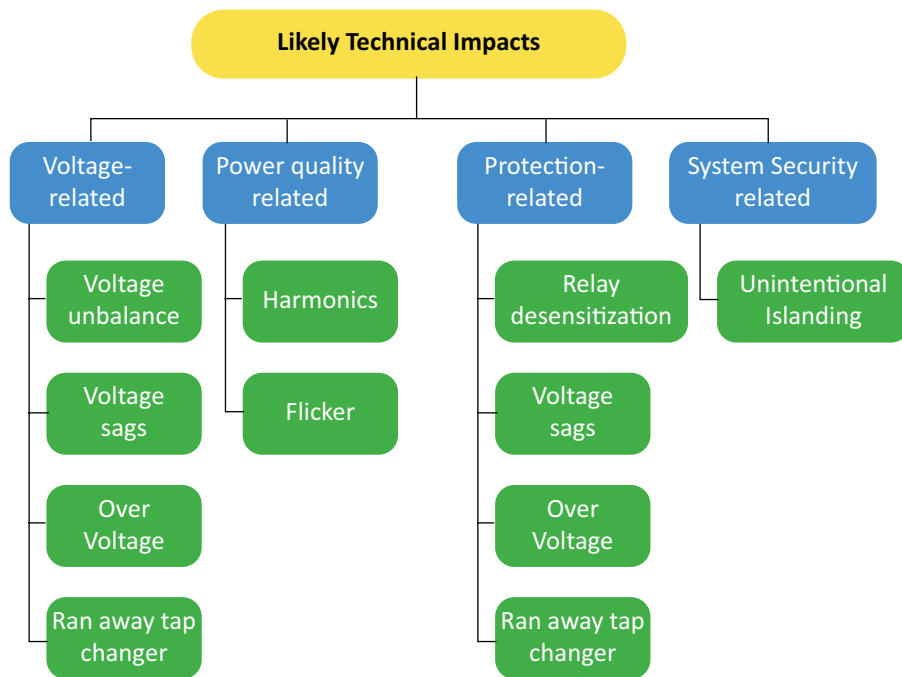 Likely Technical Impacts
Voltage-
related
Power quality
related
Protection-
related
System Security
related
Voltage
unbalance
Voltage
sags
Over
Voltage
Ran away tap
changer
Harmonics
Flicker
Relay
desensitization
Voltage
sags
Over
Voltage
Ran away tap
changer
Unintentional
Islanding